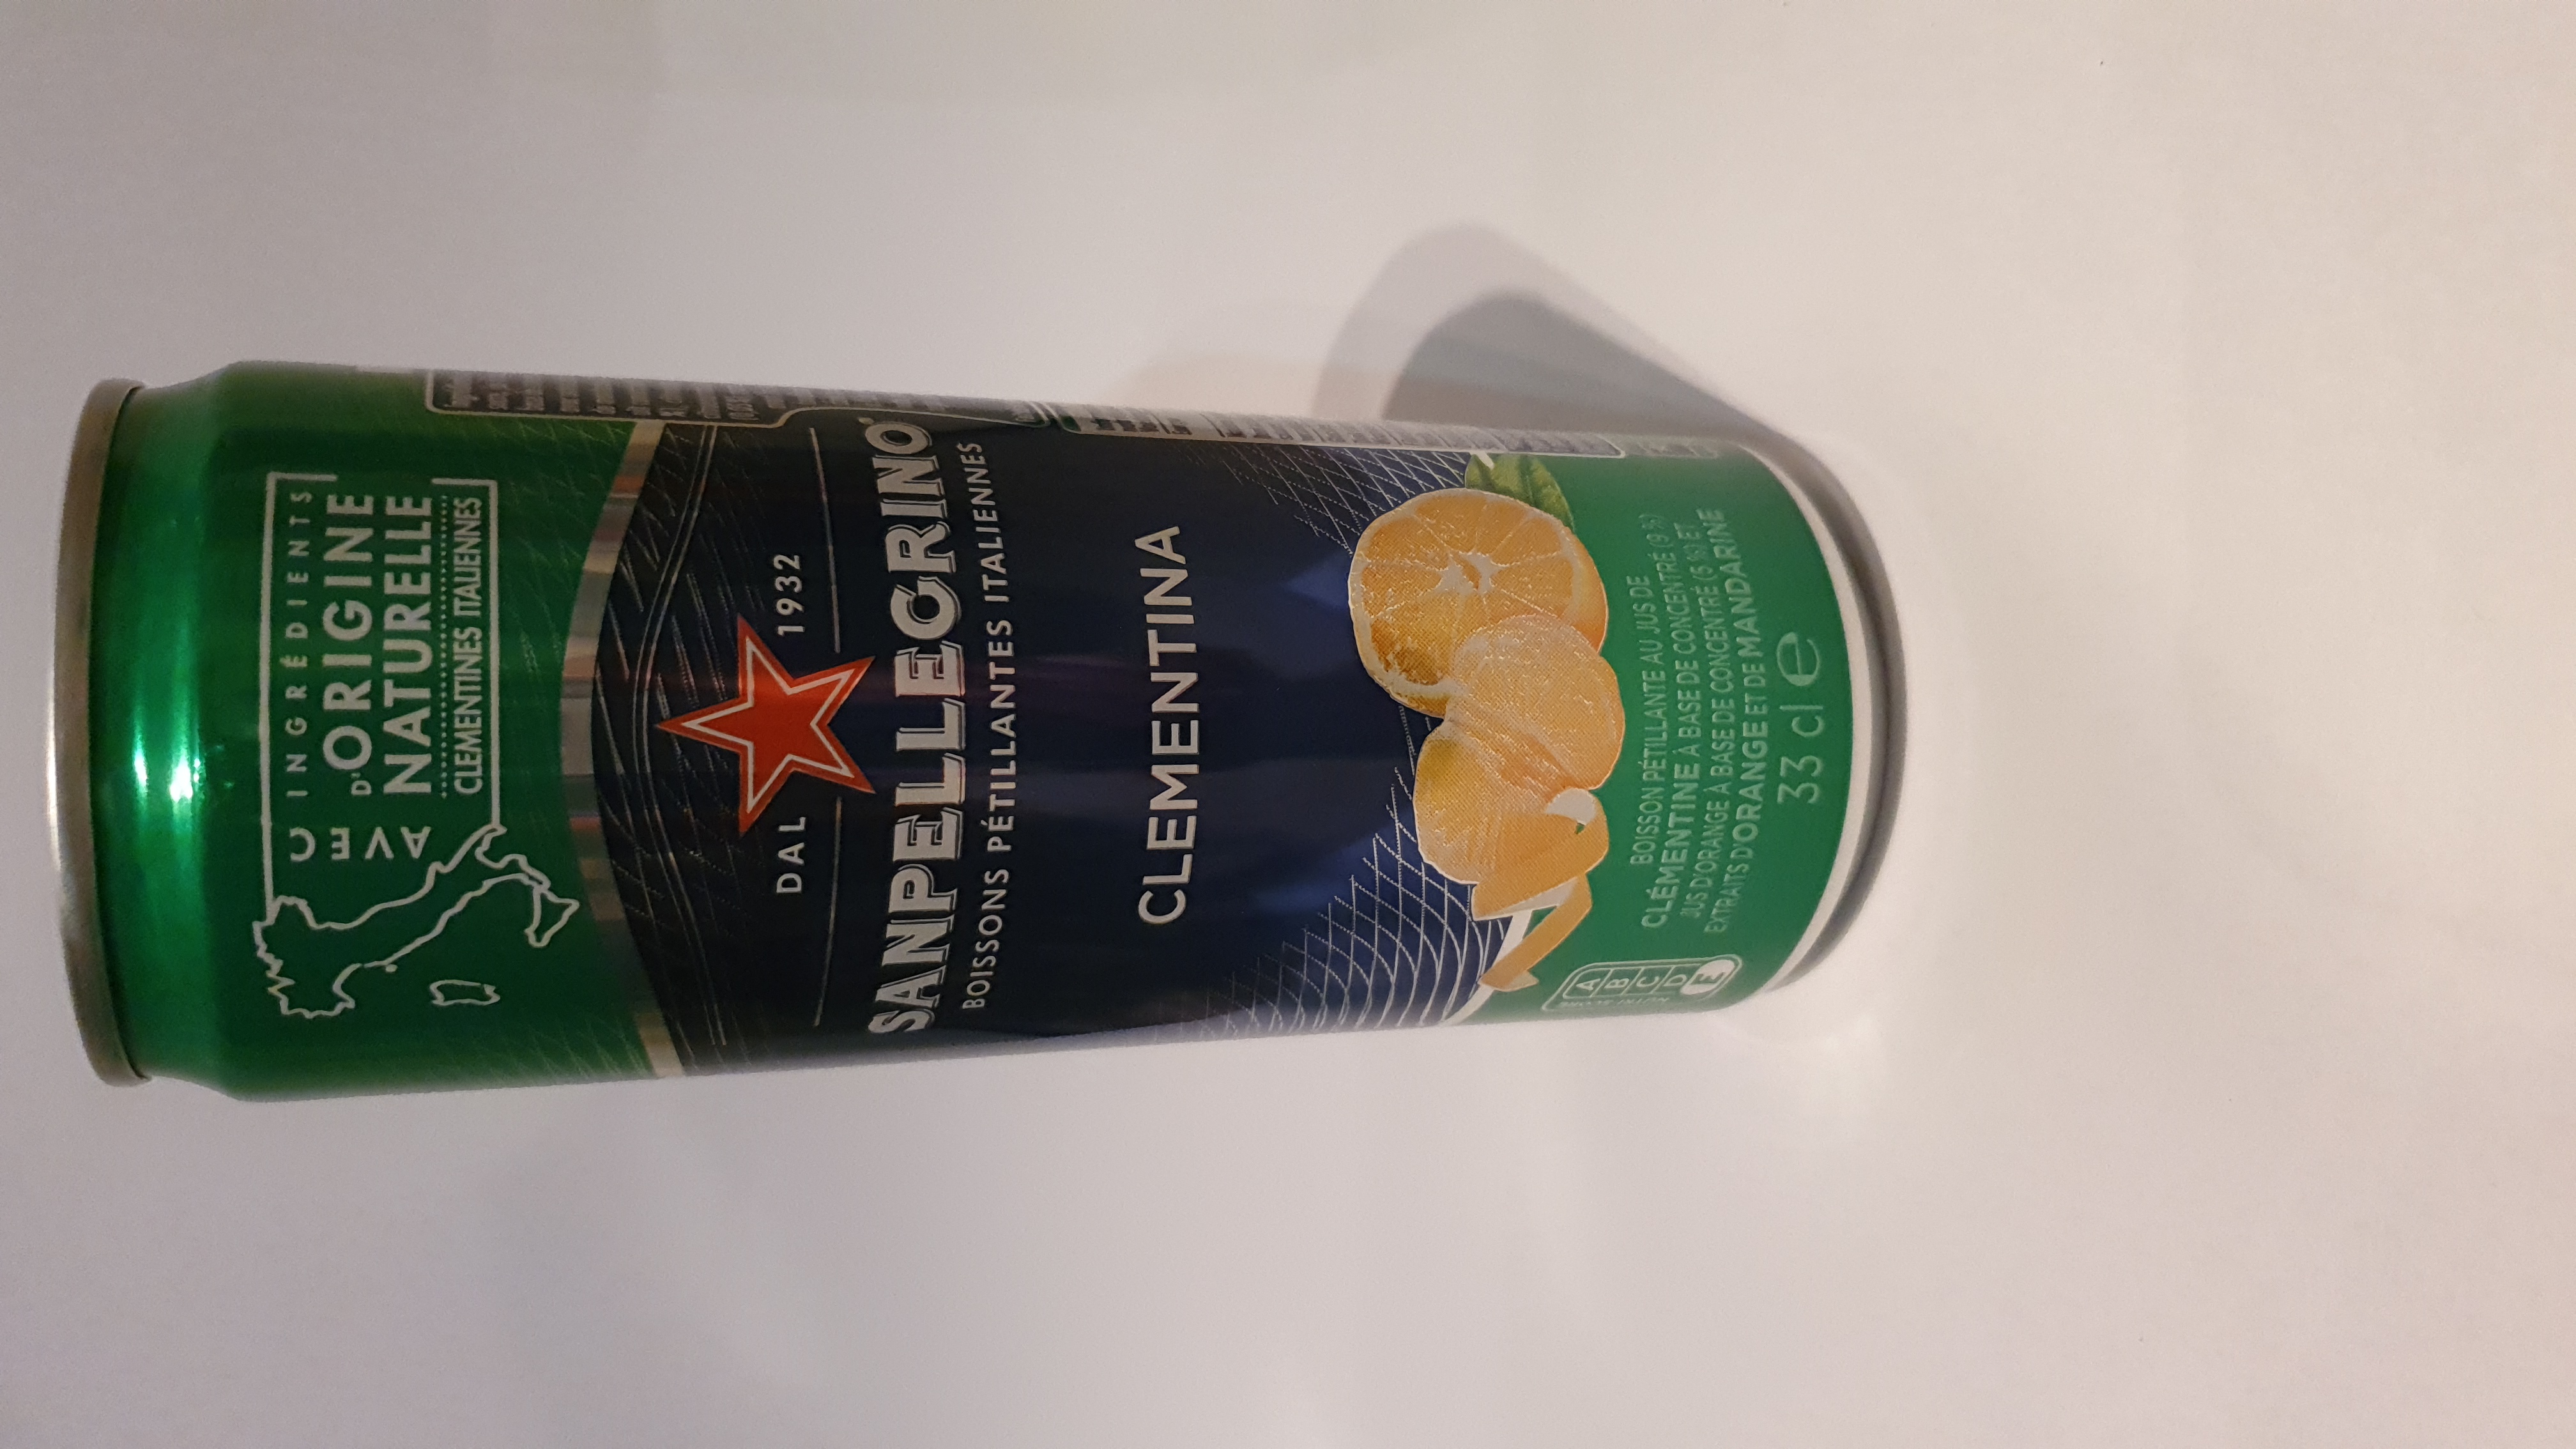 AVEC
INGRÉDIENTS
D'ORIGINE
NATURELLE
CLEMENTINES ITALIENNES
DAL 1932
SANPELLEGRINO
BOISSONS PÉTILLANTES ITALIENNES
CLEMENTINA
A B C D E
BOISSON PÉTILLANTE AU JUS DE
CLÉMENTINE À BASE DE CONCENTRÉ (9 %)
JUS D'ORANGE À BASE DE CONCENTRÉ (5 %) ET
EXTRAITS D'ORANGE ET DE MANDARINE
33 cl e